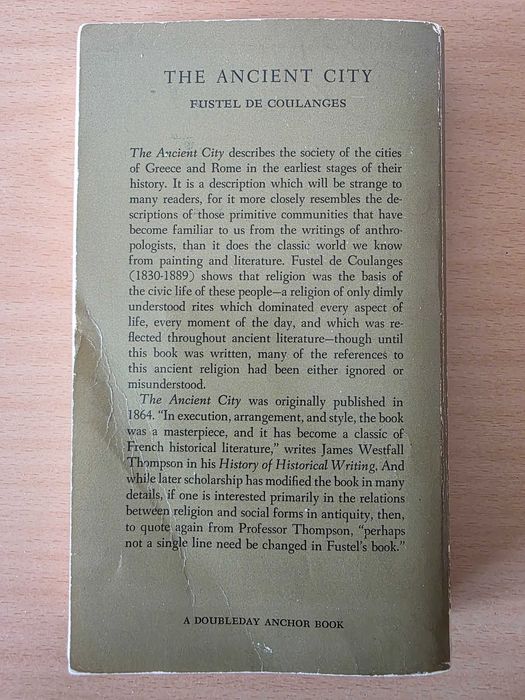 THE ANCIENT CITY
FUSTEL DE COULANGES
The Ancient City describes the society of the cities
of Greece and Rome in the earliest stages of their
history. It is a description which will be strange to
many readers, for it more closely resembles the de-
scriptions of those primitive communities that have
become familiar to us from the writings of anthro-
pologists, than it does the classic world we know
from painting and literature. Fustel de Coulanges
(1830-1889) shows that religion was the basis of
the civic life of these people—a religion of only dimly
understood rites which dominated every aspect of
life, every moment of the day, and which was re-
flected throughout ancient literature—though until
this book was written, many of the references to
this ancient religion had been either ignored or
misunderstood.
The Ancient City was originally published in
1864. “In execution, arrangement, and style, the book
was a masterpiece, and it has become a classic of
French historical literature,” writes James Westfall
Thompson in his History of Historical Writing. And
while later scholarship has modified the book in many
details, if one is interested primarily in the relations
between religion and social forms in antiquity, then,
to quote again from Professor Thompson, “perhaps
not a single line need be changed in Fustel’s book.”
A DOUBLEDAY ANCHOR BOOK